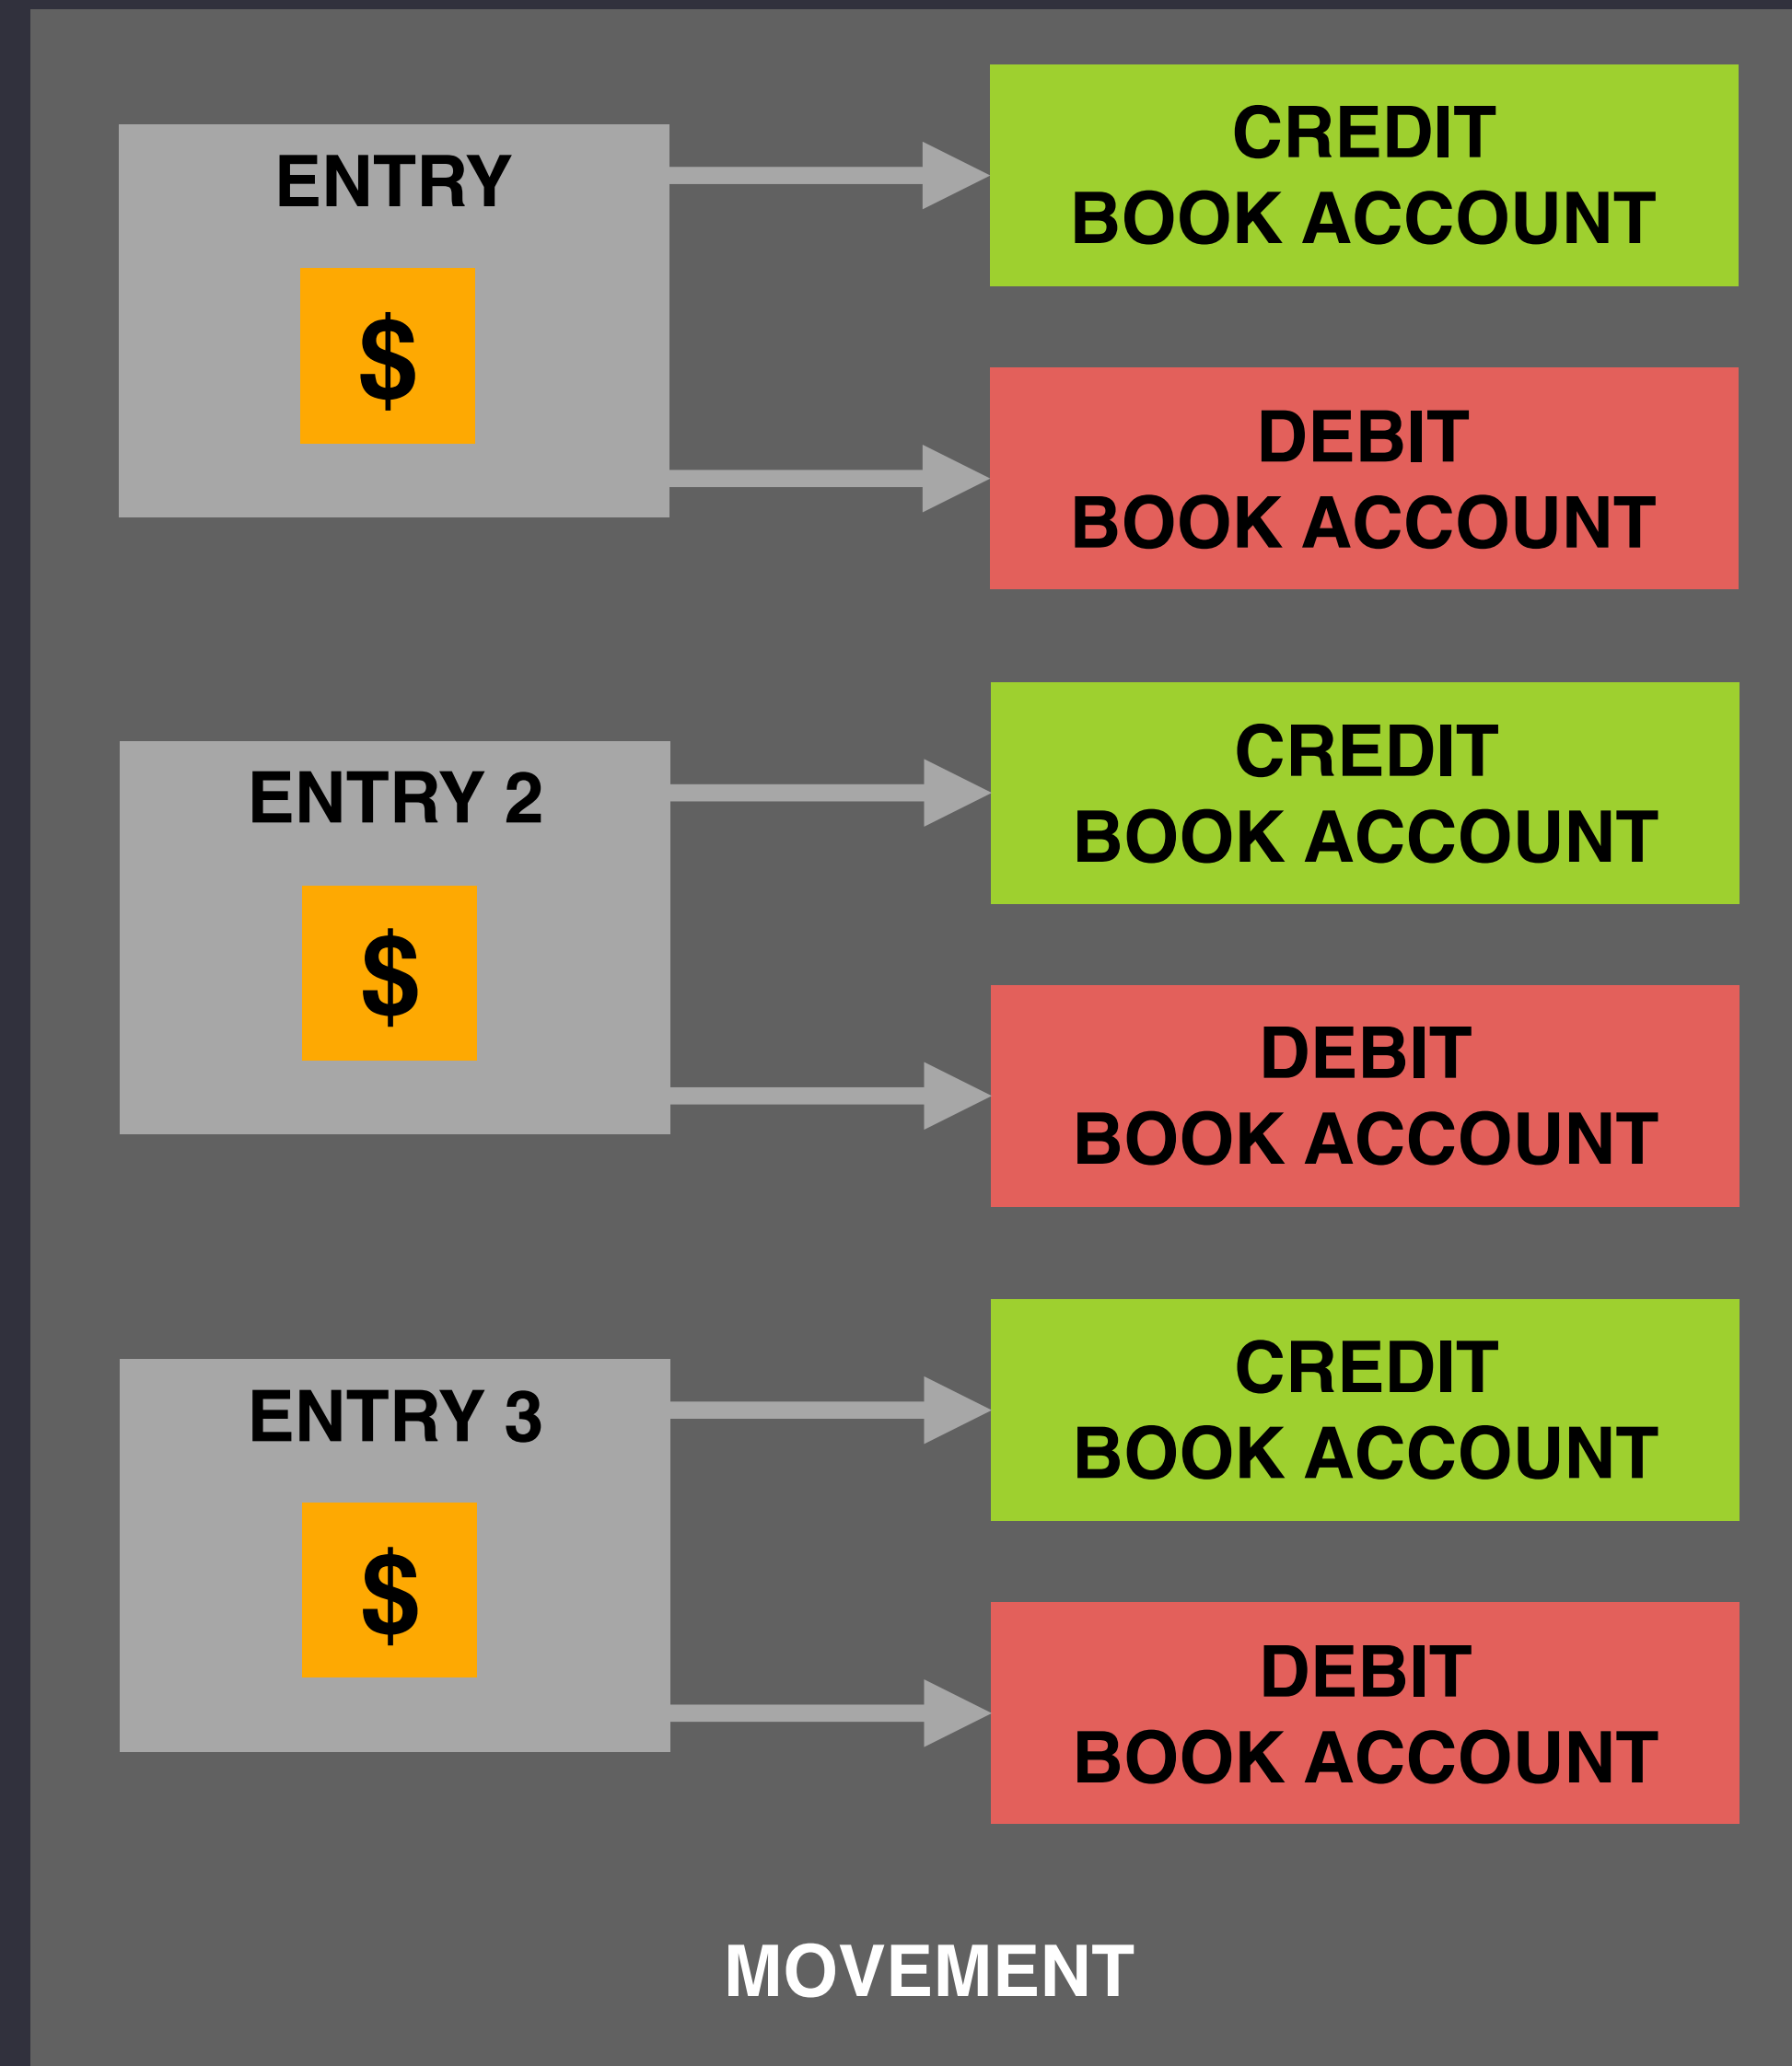 ENTRY
$
CREDIT
BOOK ACCOUNT
DEBIT
BOOK ACCOUNT
ENTRY 2
$
CREDIT
BOOK ACCOUNT
DEBIT
BOOK ACCOUNT
ENTRY 3
$
CREDIT
BOOK ACCOUNT
DEBIT
BOOK ACCOUNT
MOVEMENT